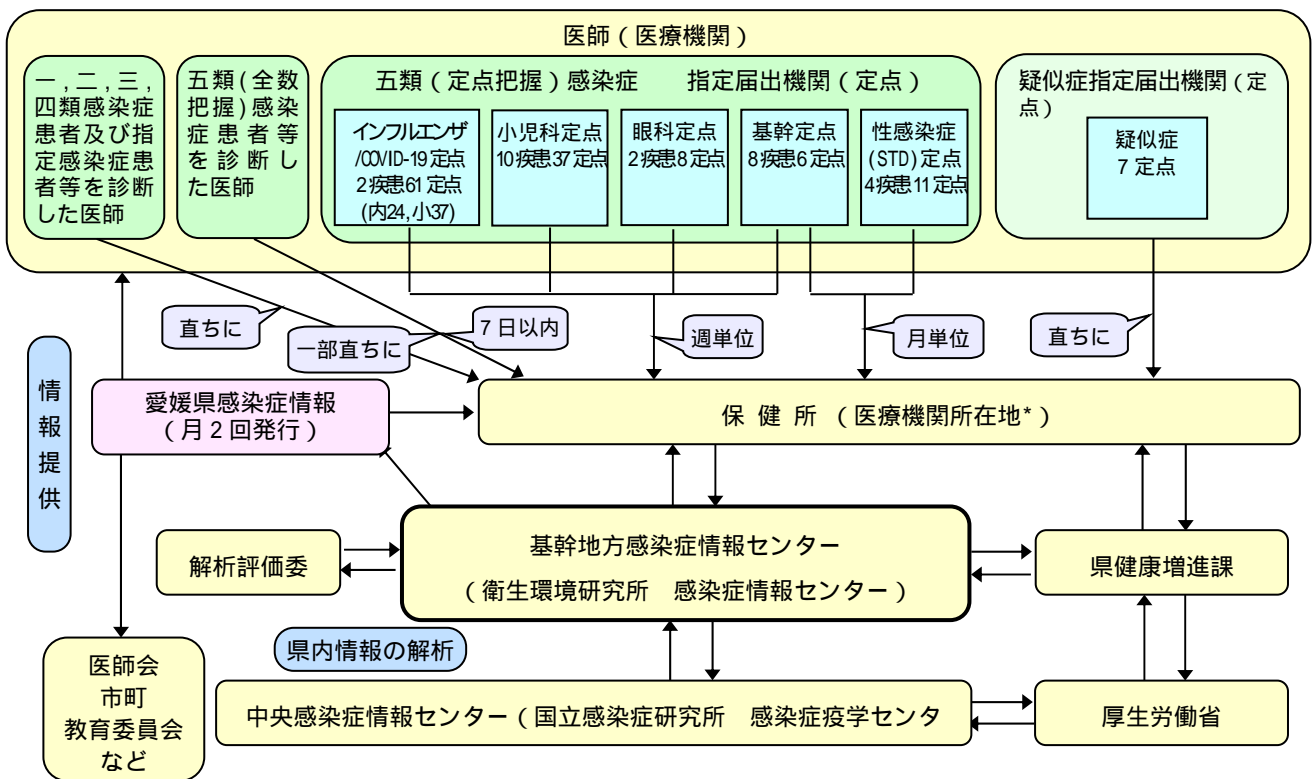 医師（医療機関）
一，二，三，
四類感染症
患者及び指
定感染症患
者等を診断
した医師
五類（全数
把握）感染
症患者等
を診断し
た医師
五類（定点把握）感染症　　指定届出機関（定点）
インフルエンザ
/COVID-19定点
2疾患61定点
(内24,小37)
小児科定点
10疾患37定点
眼科定点
2疾患8定点
基幹定点
8疾患6定点
性感染症
(STD)定点
4疾患11定点
疑似症指定届出機関（定
点）
疑似症
7定点
直ちに
一部直ちに
7日以内
週単位
月単位
直ちに
情報提供
愛媛県感染症情報
（月2回発行）
保 健 所 （医療機関所在地*）
解析評価委
基幹地方感染症情報センター
（衛生環境研究所　感染症情報センター）
県健康増進課
県内情報の解析
医師会
市町
教育委員会
など
中央感染症情報センター（国立感染症研究所　感染症疫学センタ
厚生労働省